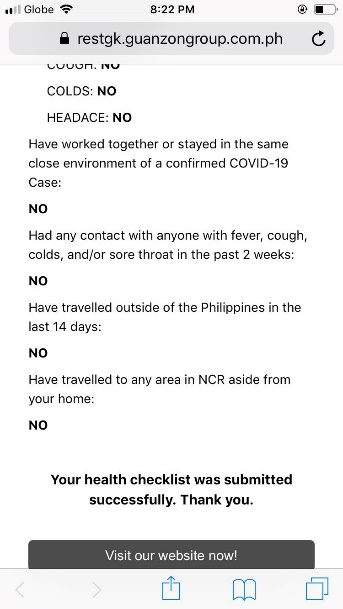 Globe
8:22 PM
restgk.guanzongroup.com.ph
COUGH: NO
COLDS: NO
HEADACE: NO
Have worked together or stayed in the same
close environment of a confirmed COVID-19
Case:
NO
Had any contact with anyone with fever, cough,
colds, and/or sore throat in the past 2 weeks:
NO
Have travelled outside of the Philippines in the
last 14 days:
NO
Have travelled to any area in NCR aside from
your home:
NO
Your health checklist was submitted
successfully. Thank you.
Visit our website now!